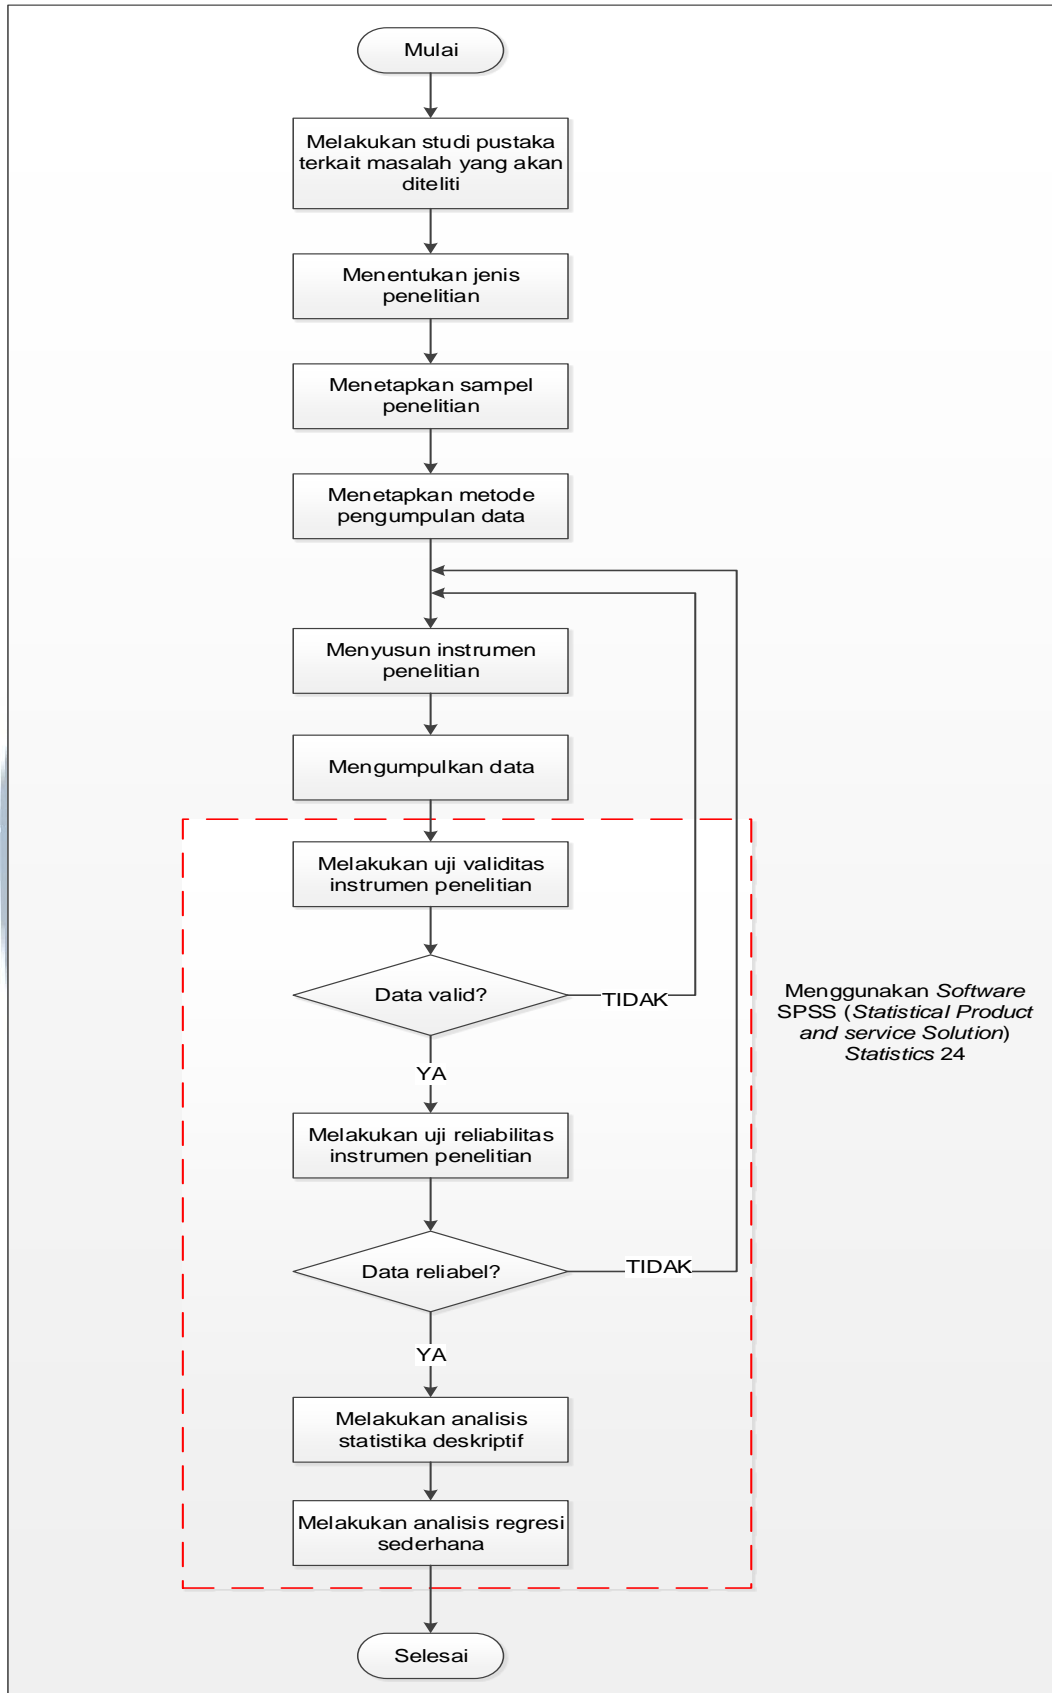 Mulai
Melakukan studi pustaka
terkait masalah yang akan
diteliti
Menentukan jenis
penelitian
Menetapkan sampel
penelitian
Menetapkan metode
pengumpulan data
Menyusun instrumen
penelitian
Mengumpulkan data
Melakukan uji validitas
instrumen penelitian
Data valid?
TIDAK
Menggunakan Software
SPSS (Statistical Product
and service Solution)
Statistics 24
YA
Melakukan uji reliabilitas
instrumen penelitian
Data reliabel?
TIDAK
YA
Melakukan analisis
statistika deskriptif
Melakukan analisis regresi
sederhana
Selesai